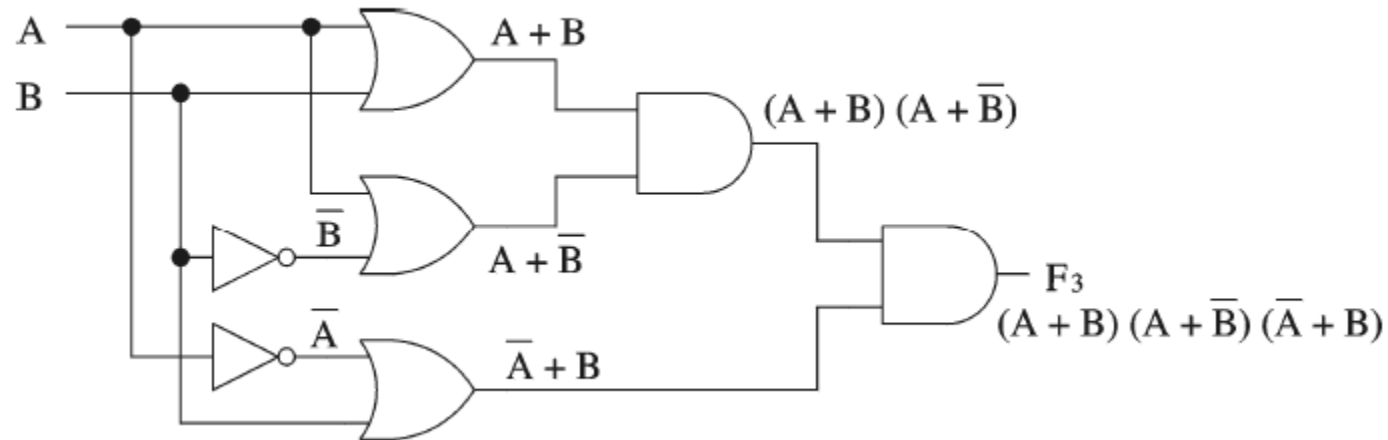 A
A + B
B
(A + B) (A + B̅)
B̅
A + B̅
F₃
A̅
(A + B) (A + B̅) (A̅ + B)
A̅ + B